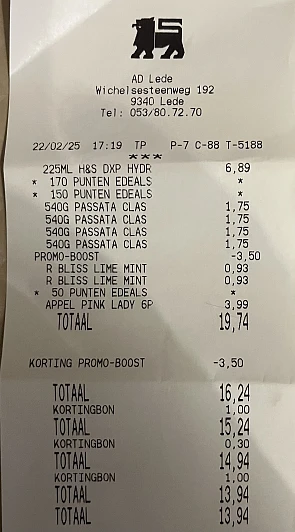 AD Lede
Wichelsesteenweg 192
9340 Lede
Tel: 053/80.72.70
22/02/25 17:19 TP P-7 C-88 T-5188
***
225ML H&S DXP HYDR 6,89
* 170 PUNTEN EDEALS *
* 150 PUNTEN EDEALS *
540G PASSATA CLAS 1,75
540G PASSATA CLAS 1,75
540G PASSATA CLAS 1,75
540G PASSATA CLAS 1,75
PROMO-BOOST -3,50
R BLISS LIME MINT 0,93
R BLISS LIME MINT 0,93
* 50 PUNTEN EDEALS *
APPEL PINK LADY 6P 3,99
TOTAAL 19,74
KORTING PROMO-BOOST -3,50
TOTAAL 16,24
KORTINGBON 1,00
TOTAAL 15,24
KORTINGBON 0,30
TOTAAL 14,94
KORTINGBON 1,00
TOTAAL 13,94
TOTAAL 13,94